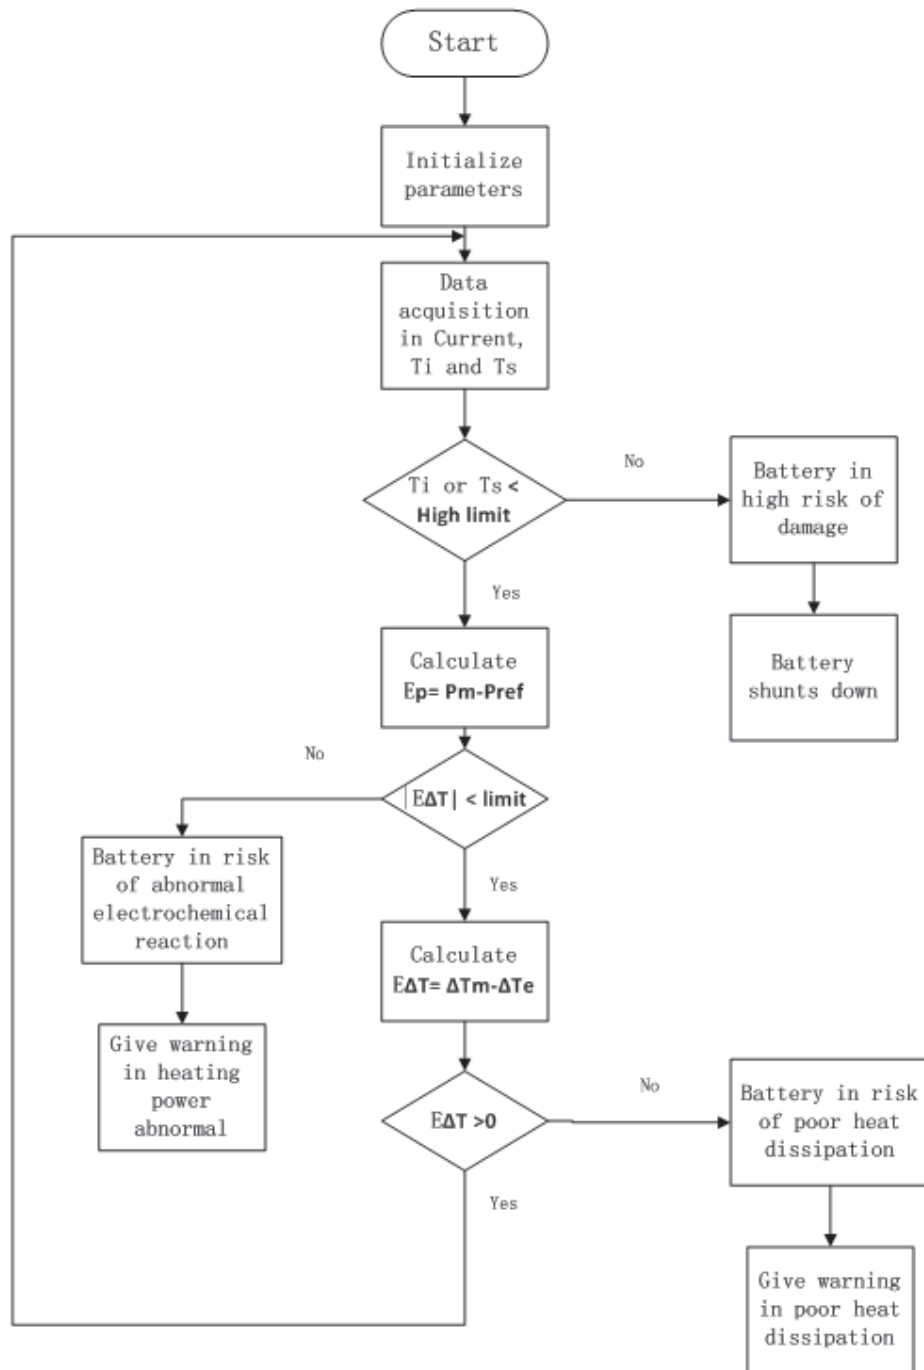 Start
Initialize
parameters
Data
acquisition
in Current,
Ti and Ts
Ti or Ts <
High limit
No
Battery in
high risk of
damage
Yes
Battery
shunts down
Calculate
Ep= Pm-Pref
No
|EΔT| < limit
Battery in risk
of abnormal
electrochemical
reaction
Yes
Calculate
EΔT= ΔTm-ΔTe
Give warning
in heating
power
abnormal
EΔT >0
No
Battery in risk
of poor heat
dissipation
Yes
Give warning
in poor heat
dissipation